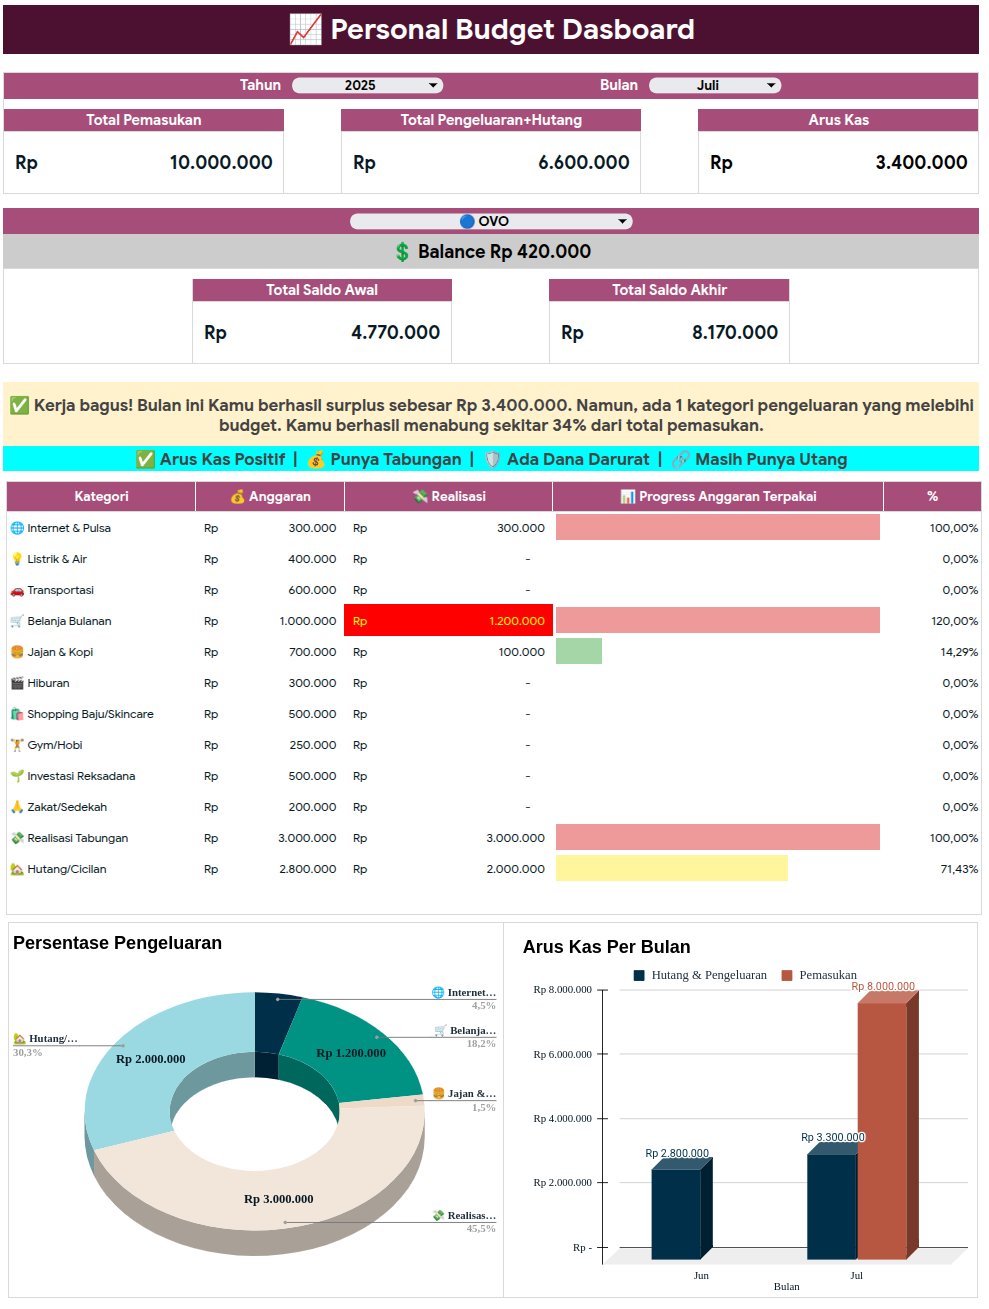 📈 Personal Budget Dasboard
Tahun 2025 Bulan Juli
Total Pemasukan Total Pengeluaran+Hutang Arus Kas
Rp 10.000.000 Rp 6.600.000 Rp 3.400.000
🔵 OVO
💲 Balance Rp 420.000
Total Saldo Awal Total Saldo Akhir
Rp 4.770.000 Rp 8.170.000
✅ Kerja bagus! Bulan ini Kamu berhasil surplus sebesar Rp 3.400.000. Namun, ada 1 kategori pengeluaran yang melebihi
budget. Kamu berhasil menabung sekitar 34% dari total pemasukan.
✅ Arus Kas Positif | 💰 Punya Tabungan | 🛡️ Ada Dana Darurat | 🔗 Masih Punya Utang
Kategori 💰 Anggaran 💸 Realisasi 📊 Progress Anggaran Terpakai %
🌐 Internet & Pulsa Rp 300.000 Rp 300.000 100,00%
💡 Listrik & Air Rp 400.000 Rp - 0,00%
🚗 Transportasi Rp 600.000 Rp - 0,00%
🛒 Belanja Bulanan Rp 1.000.000 Rp 1.200.000 120,00%
🍔 Jajan & Kopi Rp 700.000 Rp 100.000 14,29%
🎬 Hiburan Rp 300.000 Rp - 0,00%
🛍️ Shopping Baju/Skincare Rp 500.000 Rp - 0,00%
🏋️ Gym/Hobi Rp 250.000 Rp - 0,00%
🌱 Investasi Reksadana Rp 500.000 Rp - 0,00%
🙏 Zakat/Sedekah Rp 200.000 Rp - 0,00%
💸 Realisasi Tabungan Rp 3.000.000 Rp 3.000.000 100,00%
🏡 Hutang/Cicilan Rp 2.800.000 Rp 2.000.000 71,43%
Persentase Pengeluaran
🌐 Internet...
4,5%
🛒 Belanja...
18,2%
Rp 1.200.000
🏡 Hutang/...
30,3%
Rp 2.000.000
🍔 Jajan &...
1,5%
Rp 3.000.000
💸 Realisas...
45,5%
Arus Kas Per Bulan
Hutang & Pengeluaran Pemasukan
Rp 8.000.000
Rp 8.000.000
Rp 6.000.000
Rp 4.000.000
Rp 3.300.000
Rp 2.800.000
Rp 2.000.000
Rp -
Jun Jul
Bulan